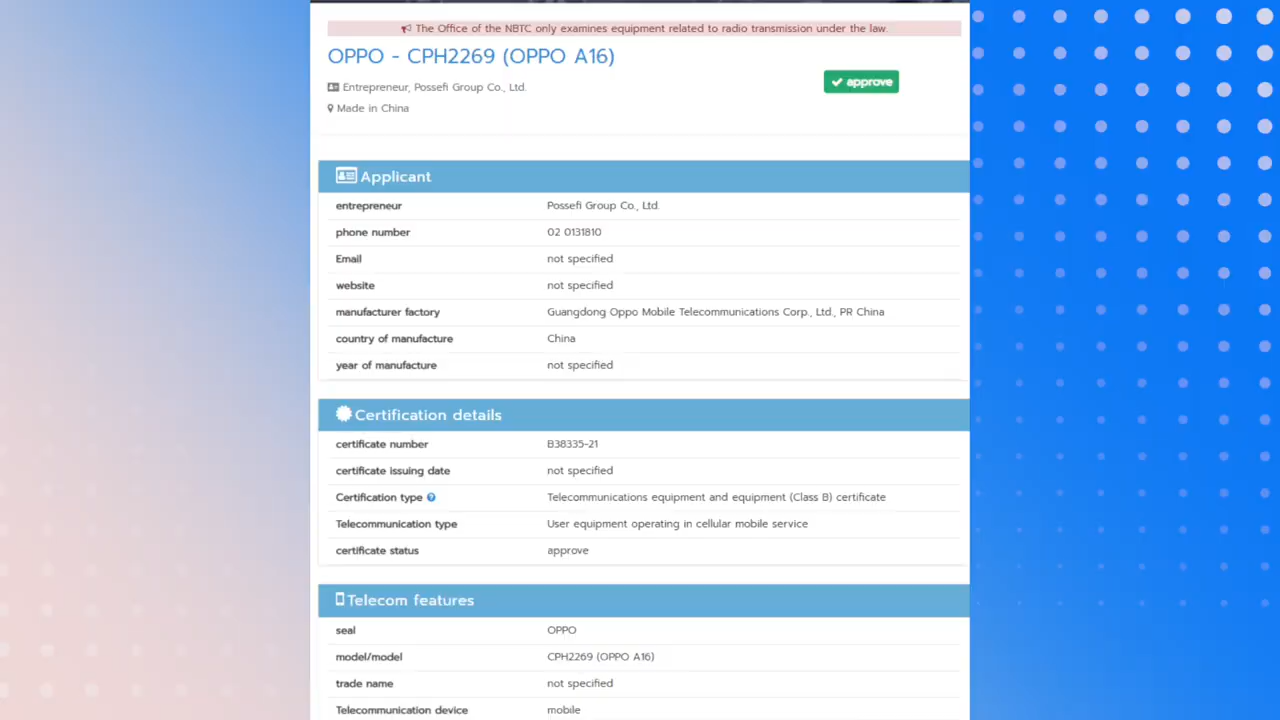 The Office of the NBTC only examines equipment related to radio transmission under the law.
OPPO - CPH2269 (OPPO A16)
approve
Entrepreneur, Possefi Group Co., Ltd.
Made in China
Applicant
entrepreneur Possefi Group Co., Ltd.
phone number 02 0131810
Email not specified
website not specified
manufacturer factory Guangdong Oppo Mobile Telecommunications Corp., Ltd., PR China
country of manufacture China
year of manufacture not specified
Certification details
certificate number B38335-21
certificate issuing date not specified
Certification type Telecommunications equipment and equipment (Class B) certificate
Telecommunication type User equipment operating in cellular mobile service
certificate status approve
Telecom features
seal OPPO
model/model CPH2269 (OPPO A16)
trade name not specified
Telecommunication device mobile